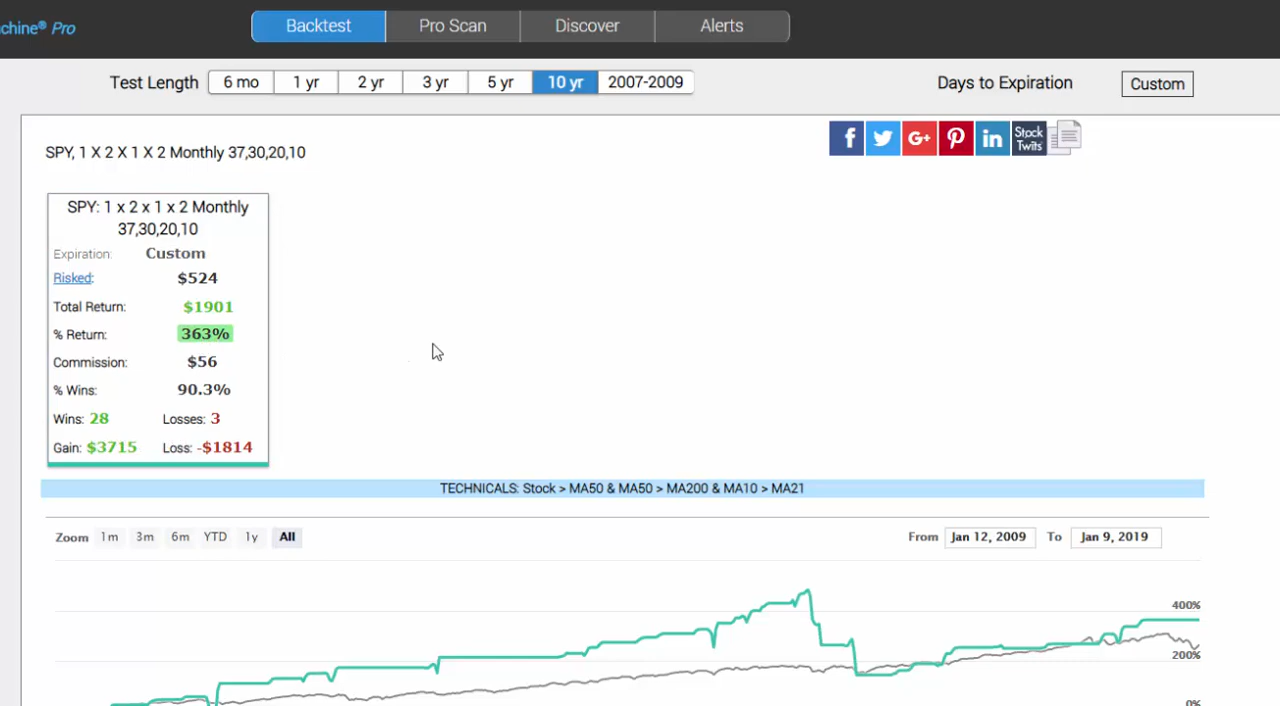 chine® Pro
Backtest Pro Scan Discover Alerts
Test Length 6 mo 1 yr 2 yr 3 yr 5 yr 10 yr 2007-2009 Days to Expiration Custom
SPY, 1 X 2 X 1 X 2 Monthly 37,30,20,10
f G+ in Stock Twits
SPY: 1 x 2 x 1 x 2 Monthly
37,30,20,10
Expiration: Custom
Risked: $524
Total Return: $1901
% Return: 363%
Commission: $56
% Wins: 90.3%
Wins: 28 Losses: 3
Gain: $3715 Loss: -$1814
TECHNICALS: Stock > MA50 & MA50 > MA200 & MA10 > MA21
Zoom 1m 3m 6m YTD 1y All From Jan 12, 2009 To Jan 9, 2019
400%
200%
0%